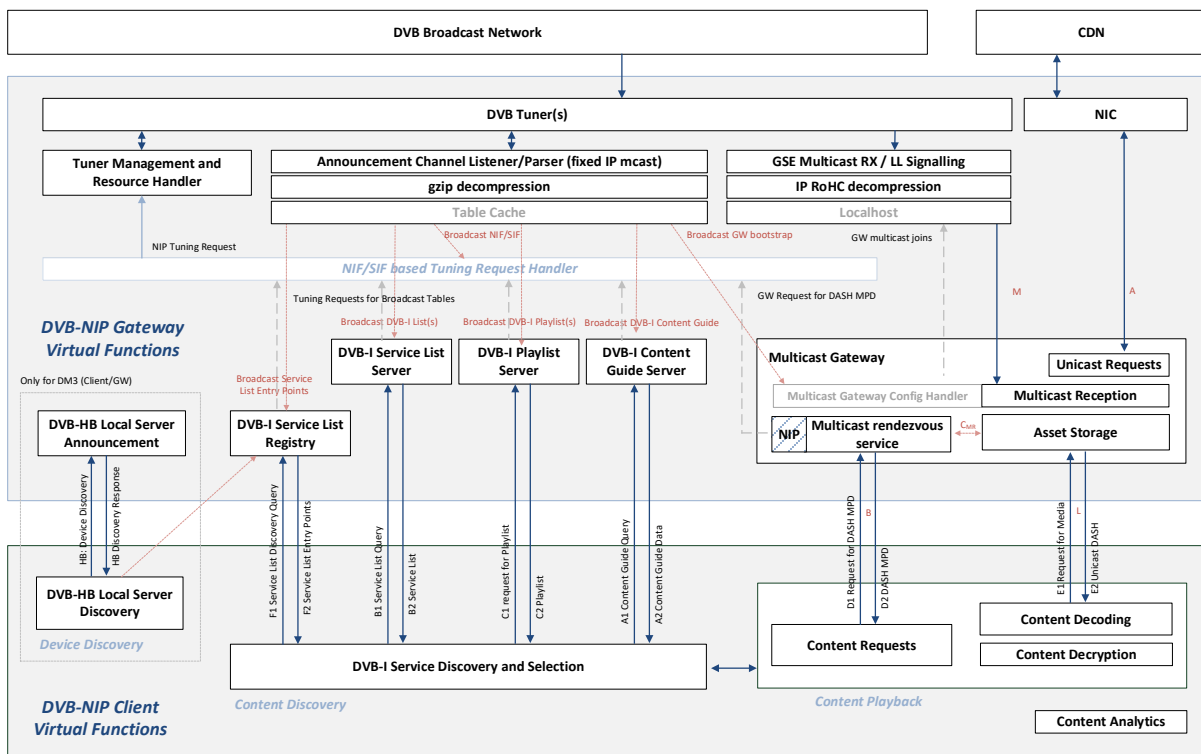 DVB Broadcast Network
CDN
DVB Tuner(s)
NIC
Tuner Management and
Resource Handler
Announcement Channel Listener/Parser (fixed IP mcast)
gzip decompression
Table Cache
GSE Multicast RX / LL Signalling
IP RoHC decompression
Localhost
NIP Tuning Request
Broadcast NIF/SIF
Broadcast GW bootstrap
GW multicast joins
NIF/SIF based Tuning Request Handler
Tuning Requests for Broadcast Tables
GW Request for DASH MPD
M
A
DVB-NIP Gateway
Virtual Functions
Broadcast DVB-I List(s)
Broadcast DVB-I Playlist(s)
Broadcast DVB-I Content Guide
DVB-I Service List
Server
DVB-I Playlist
Server
DVB-I Content
Guide Server
Multicast Gateway
Unicast Requests
Only for DM3 (Client/GW)
Broadcast Service
List Entry Points
Multicast Gateway Config Handler
Multicast Reception
DVB-HB Local Server
Announcement
DVB-I Service List
Registry
NIP
Multicast rendezvous
service
CMR
Asset Storage
HB: Device Discovery
HB Discovery Response
F1 Service List Discovery Query
F2 Service List Entry Points
B1 Service List Query
B2 Service List
C1 request for Playlist
C2 Playlist
A1 Content Guide Query
A2 Content Guide Data
D1 Request for DASH MPD
B
D2 DASH MPD
E1 Request for Media
L
E2 Unicast DASH
DVB-HB Local Server
Discovery
Device Discovery
DVB-I Service Discovery and Selection
Content Discovery
Content Requests
Content Decoding
Content Decryption
Content Playback
DVB-NIP Client
Virtual Functions
Content Analytics